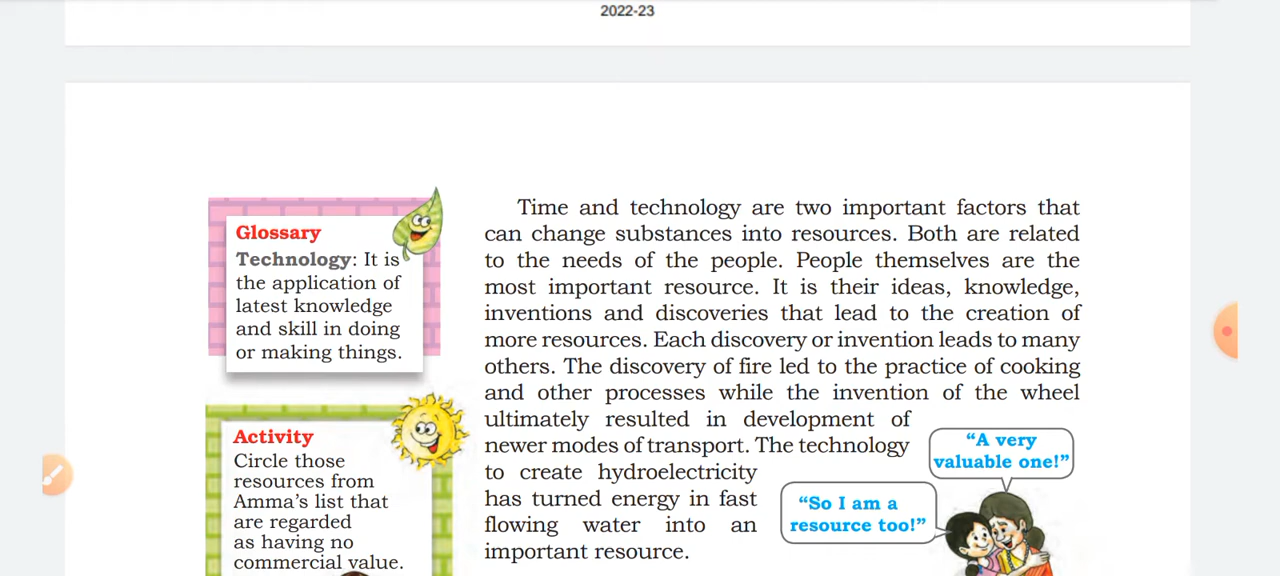 2022-23
Glossary
Technology: It is
the application of
latest knowledge
and skill in doing
or making things.
Activity
Circle those
resources from
Amma's list that
are regarded
as having no
commercial value.
Time and technology are two important factors that
can change substances into resources. Both are related
to the needs of the people. People themselves are the
most important resource. It is their ideas, knowledge,
inventions and discoveries that lead to the creation of
more resources. Each discovery or invention leads to many
others. The discovery of fire led to the practice of cooking
and other processes while the invention of the wheel
ultimately resulted in development of
newer modes of transport. The technology
to create hydroelectricity
has turned energy in fast
flowing water into an
important resource.
“A very
valuable one!”
“So I am a
resource too!”